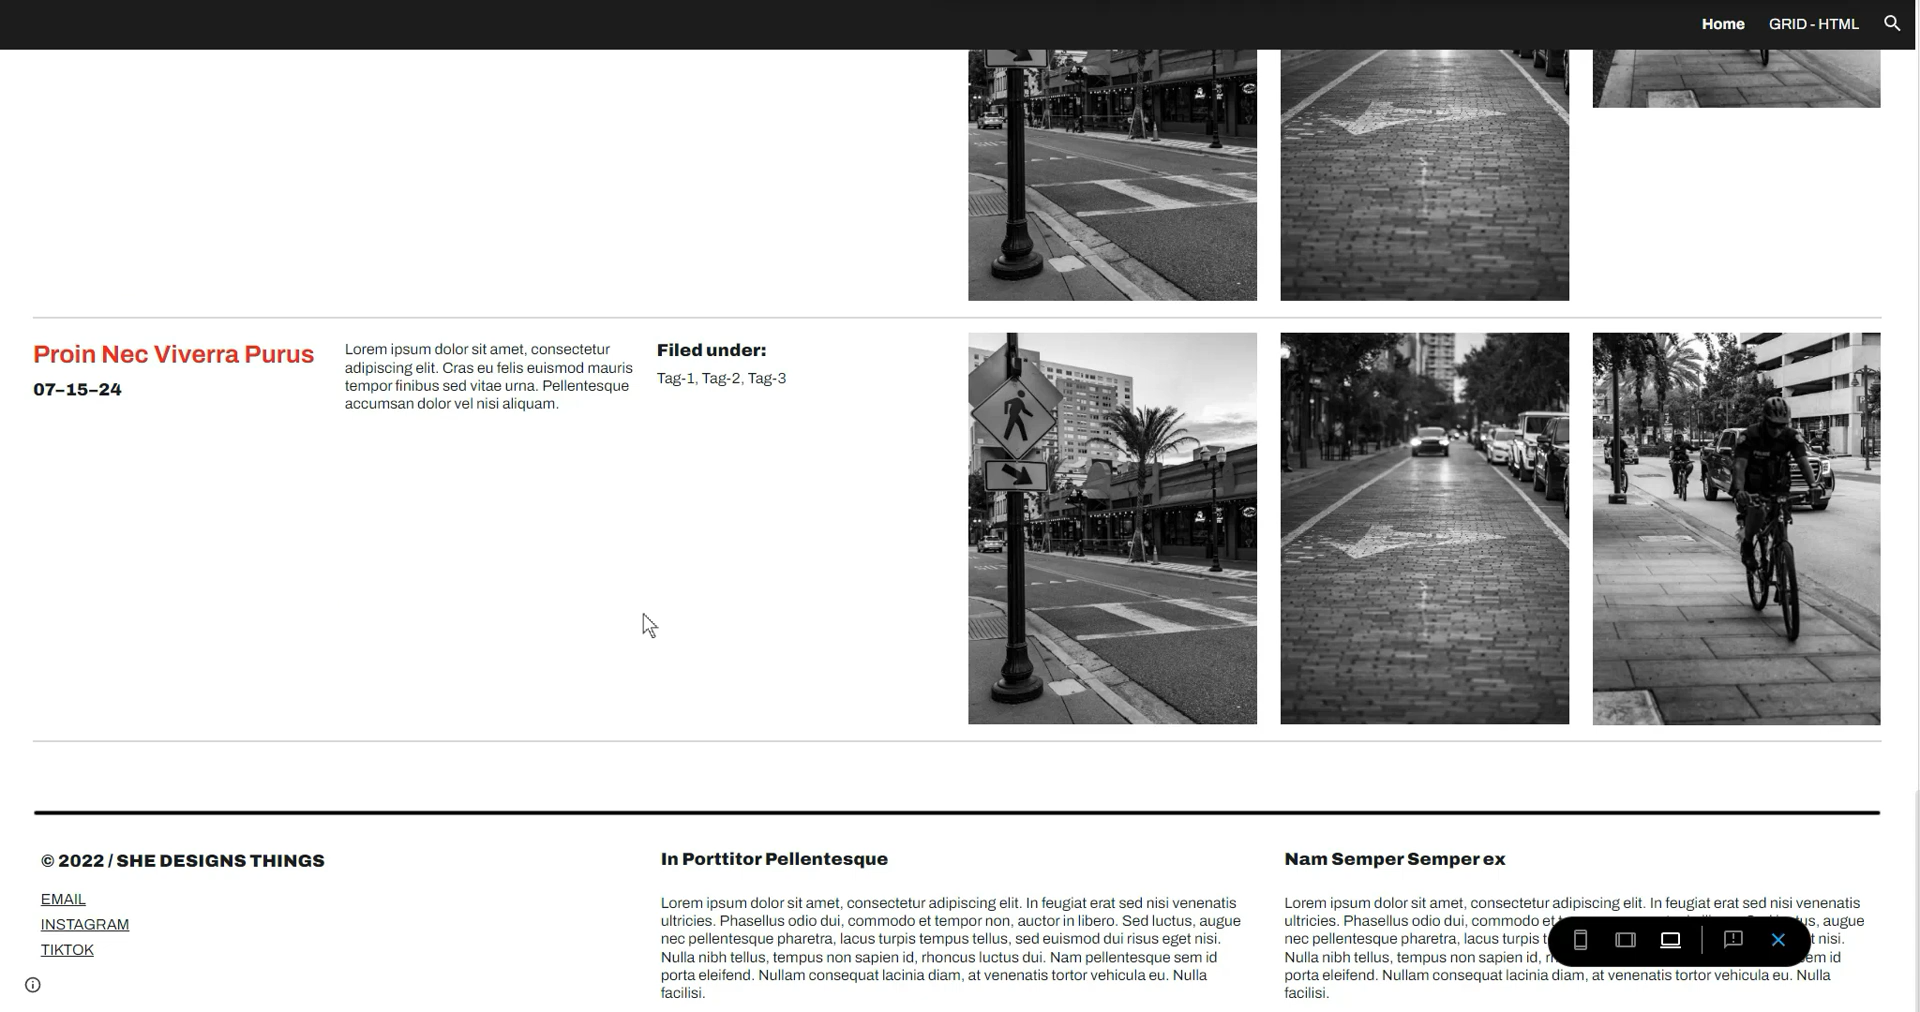 Home GRID - HTML
Proin Nec Viverra Purus
07–15–24
Lorem ipsum dolor sit amet, consectetur
adipiscing elit. Cras eu felis euismod mauris
tempor finibus sed vitae urna. Pellentesque
accumsan dolor vel nisi aliquam.
Filed under:
Tag-1, Tag-2, Tag-3
© 2022 / SHE DESIGNS THINGS
EMAIL
INSTAGRAM
TIKTOK
In Porttitor Pellentesque
Lorem ipsum dolor sit amet, consectetur adipiscing elit. In feugiat erat sed nisi venenatis
ultricies. Phasellus odio dui, commodo et tempor non, auctor in libero. Sed luctus, augue
nec pellentesque pharetra, lacus turpis tempus tellus, sed euismod dui risus eget nisi.
Nulla nibh tellus, tempus non sapien id, rhoncus luctus dui. Nam pellentesque sem id
porta eleifend. Nullam consequat lacinia diam, at venenatis tortor vehicula eu. Nulla
facilisi.
Nam Semper Semper ex
Lorem ipsum dolor sit amet, consectetur adipiscing elit. In feugiat erat sed nisi venenatis
ultricies. Phasellus odio dui, commodo et augue
nec pellentesque pharetra, lacus turpis nisi.
Nulla nibh tellus, tempus non sapien id, id
porta eleifend. Nullam consequat lacinia diam, at venenatis tortor vehicula eu. Nulla
facilisi.